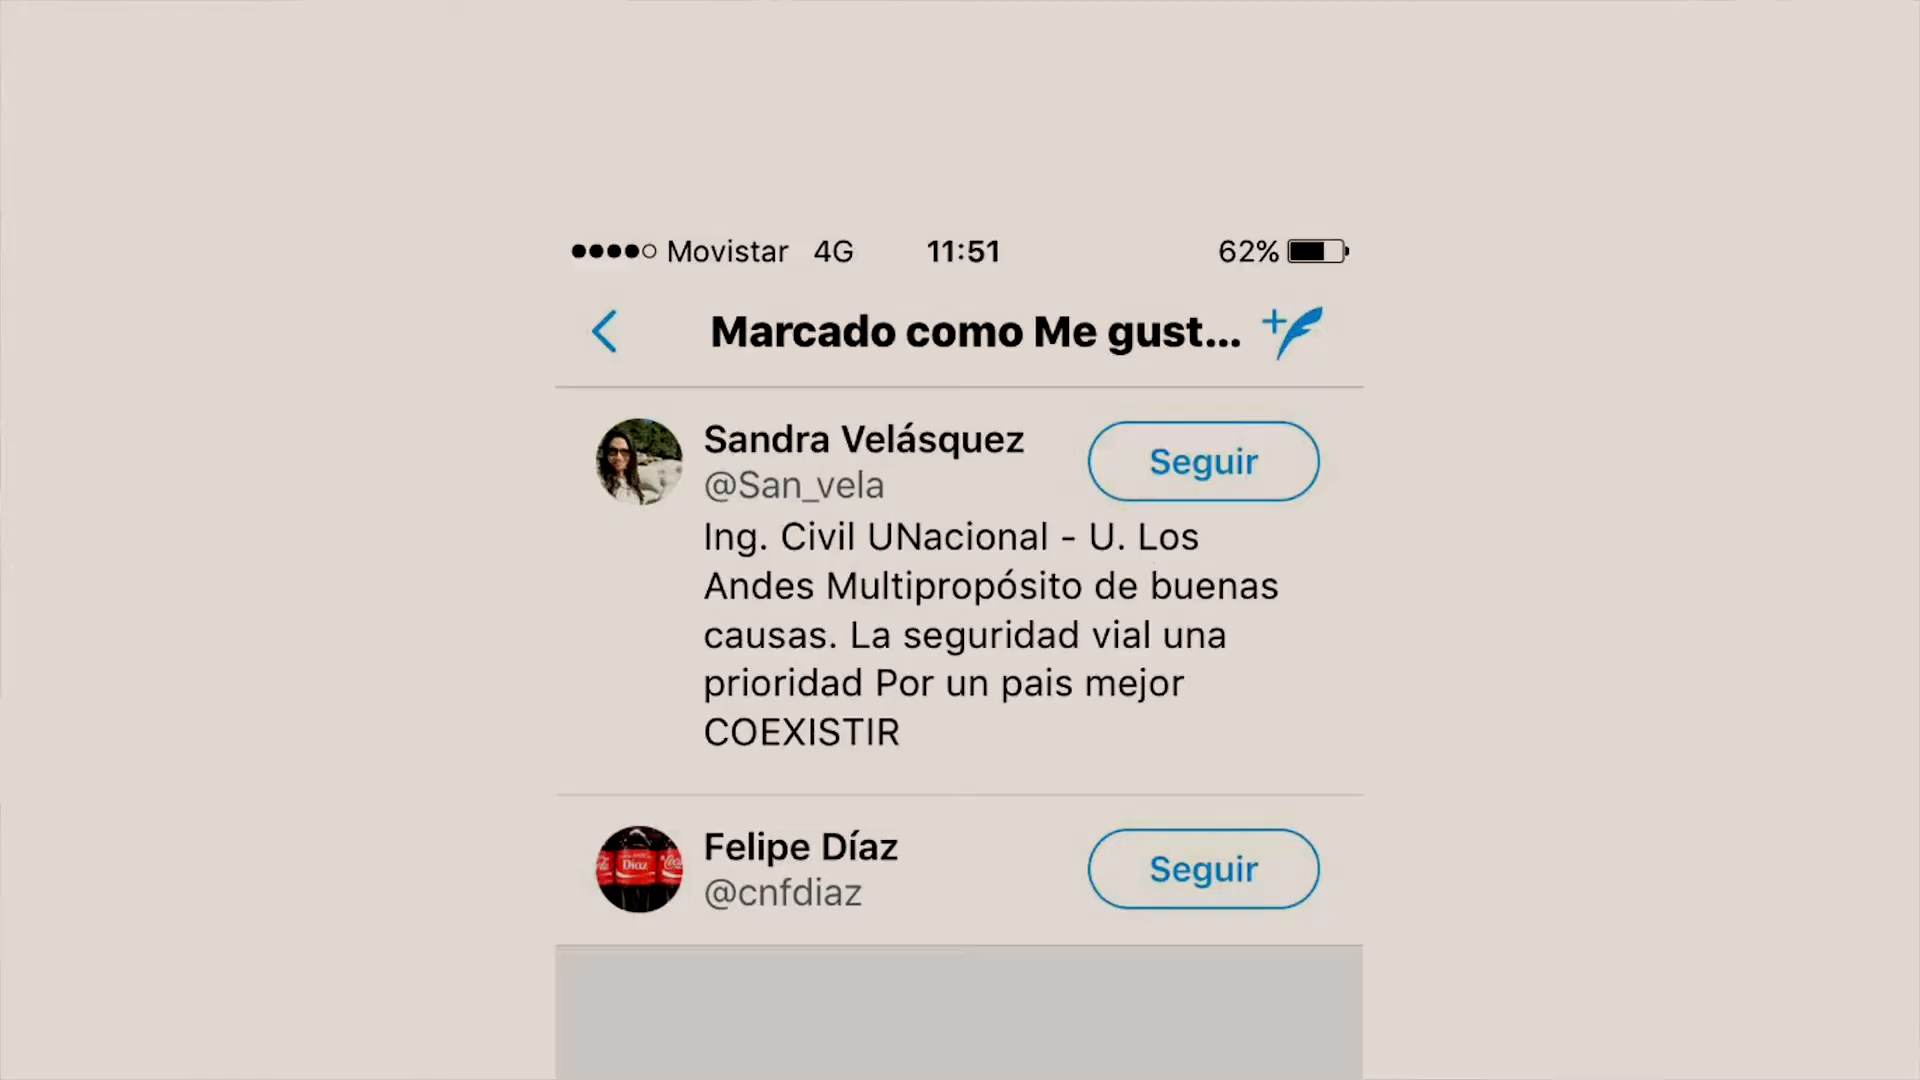 Movistar 4G 11:51 62%
Marcado como Me gust...
Sandra Velásquez
Seguir
@San_vela
Ing. Civil UNacional - U. Los
Andes Multipropósito de buenas
causas. La seguridad vial una
prioridad Por un pais mejor
COEXISTIR
Felipe Díaz
Seguir
@cnfdiaz
Díaz